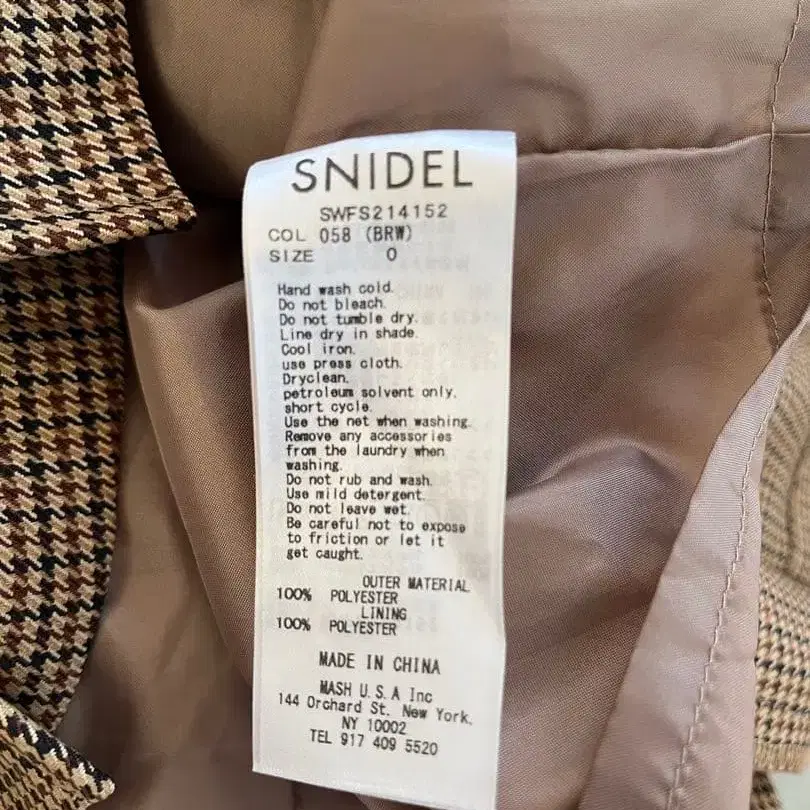 SNIDEL
SWFS214152
COL 058 (BRW)
SIZE 0
Hand wash cold.
Do not bleach.
Do not tumble dry.
Line dry in shade.
Cool iron.
use press cloth.
Dryclean.
petroleum solvent only.
short cycle.
Use the net when washing.
Remove any accessories
from the laundry when
washing.
Do not rub and wash.
Use mild detergent.
Do not leave wet.
Be careful not to expose
to friction or let it
get caught.
OUTER MATERIAL
100% POLYESTER
LINING
100% POLYESTER
MADE IN CHINA
MASH U.S.A Inc
144 Orchard St. New York.
NY 10002
TEL 917 409 5520